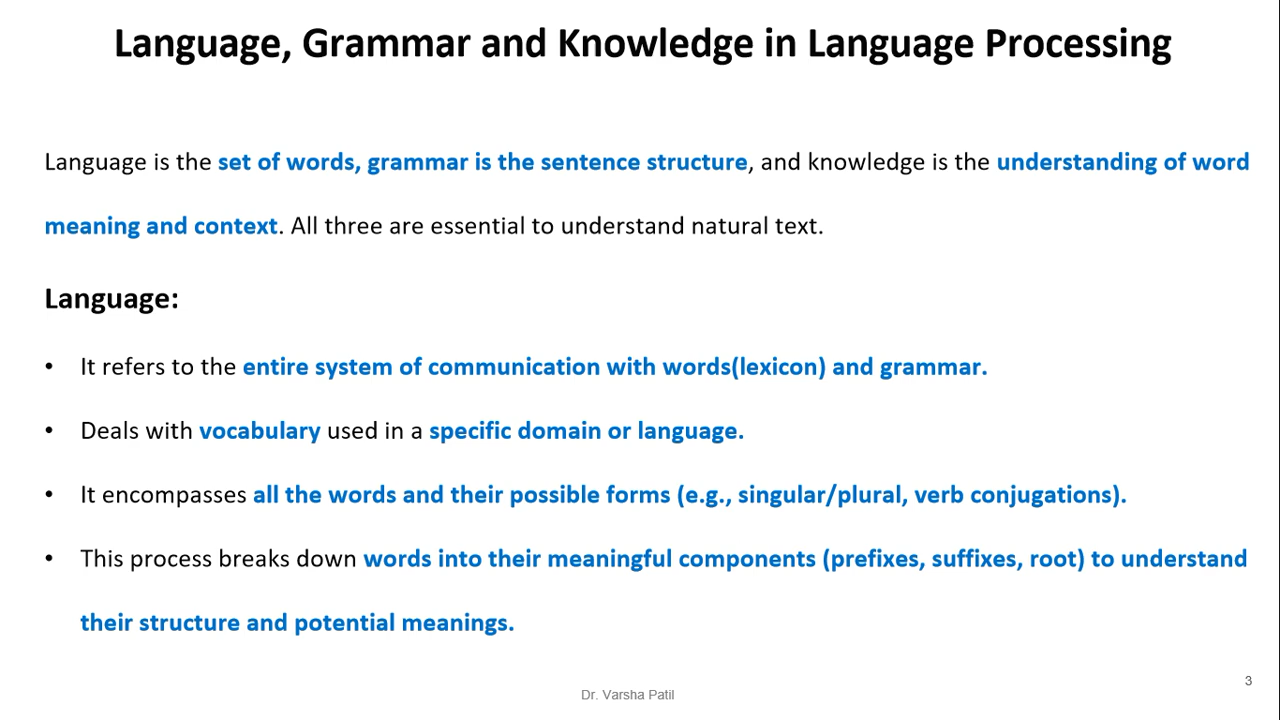 Language, Grammar and Knowledge in Language Processing
Language is the set of words, grammar is the sentence structure, and knowledge is the understanding of word
meaning and context. All three are essential to understand natural text.
Language:
• It refers to the entire system of communication with words(lexicon) and grammar.
• Deals with vocabulary used in a specific domain or language.
• It encompasses all the words and their possible forms (e.g., singular/plural, verb conjugations).
• This process breaks down words into their meaningful components (prefixes, suffixes, root) to understand
their structure and potential meanings.
3
Dr. Varsha Patil